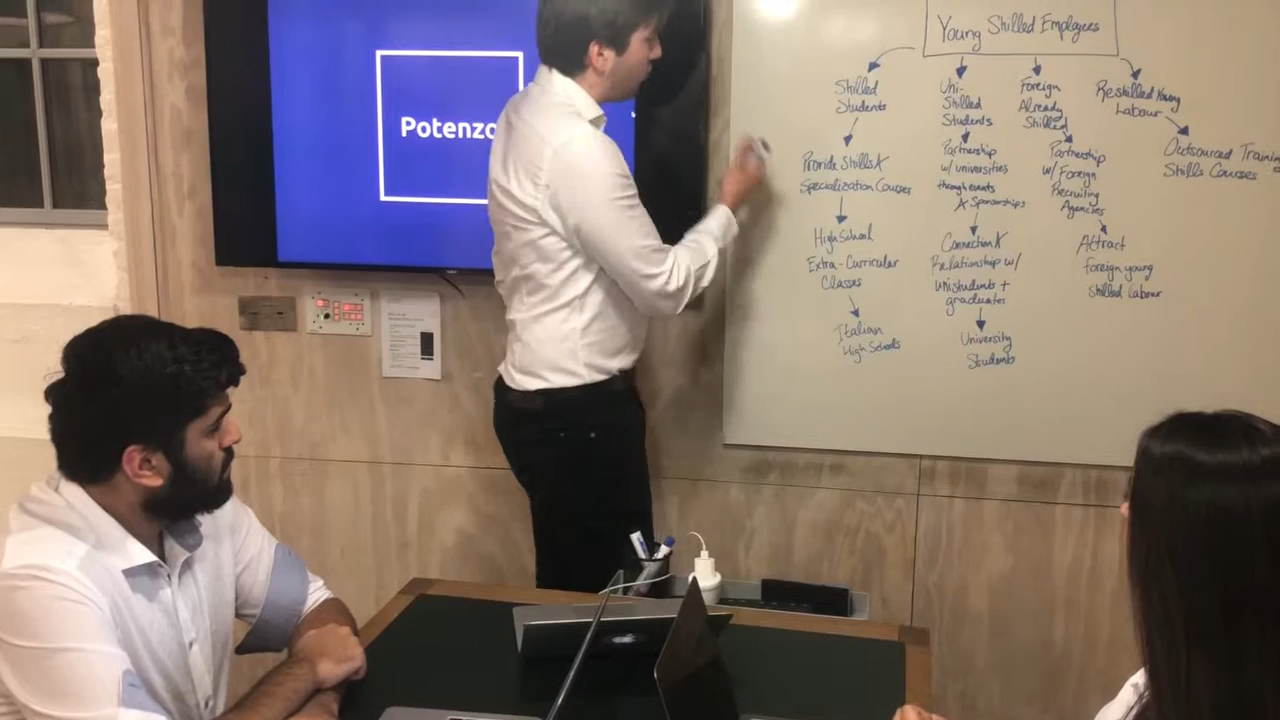 Potenzo
Young Skilled Employees
Skilled
Students
Provide Skills &
Specialization Courses
High School
Extra-Curricular
Classes
Italian
High Schools
Uni-
Skilled
Students
Partnership
w/ universities
through events
& Sponsorships
Connection &
Relationship w/
Uni students +
graduates
University
Students
Foreign
Already
Skilled
Partnership
w/ Foreign
Recruiting
Agencies
Attract
foreign young
Skilled labour
Reskilled Young
Labour
Outsourced Training
Skills Courses